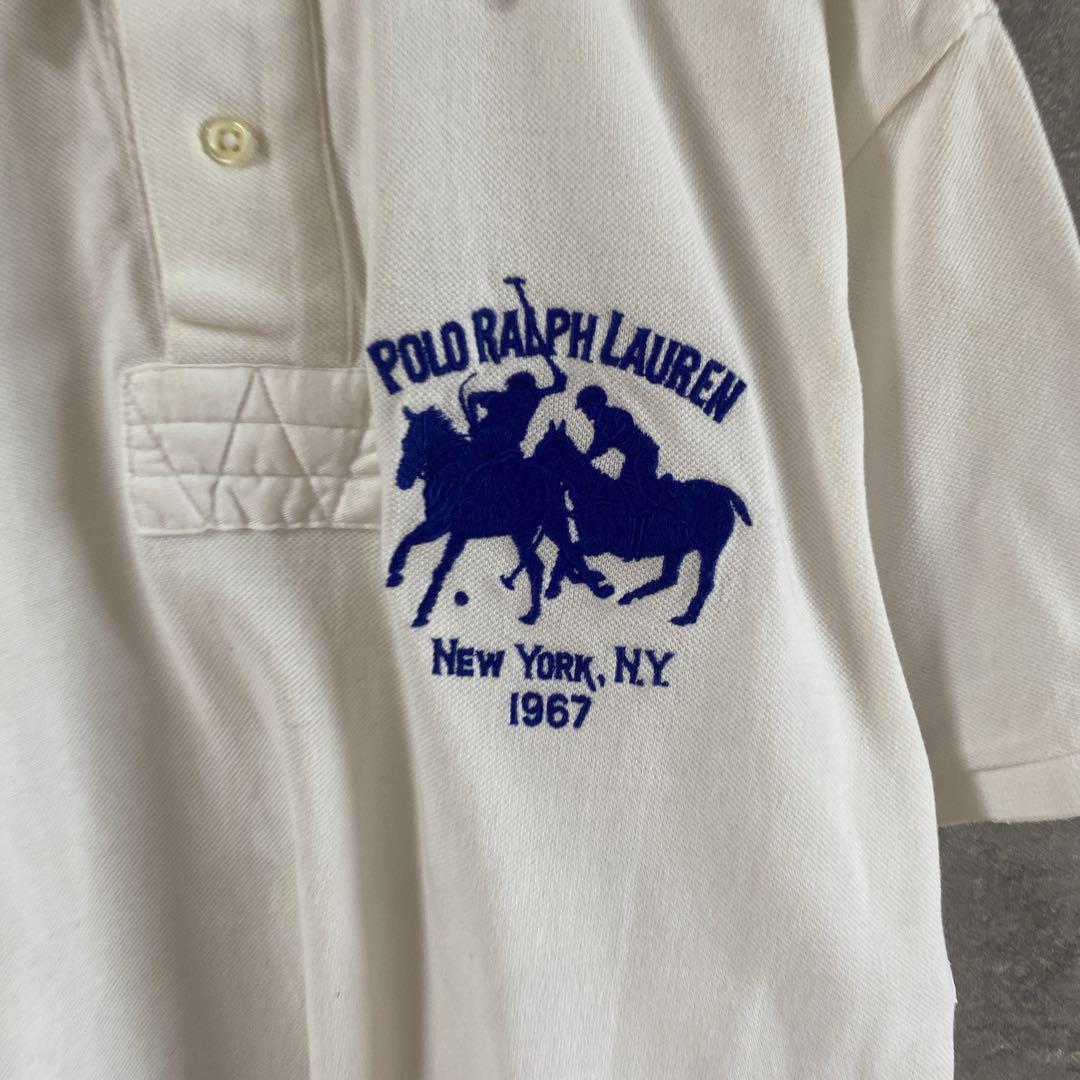 POLO RALPH LAUREN
NEW YORK, N.Y.
1967